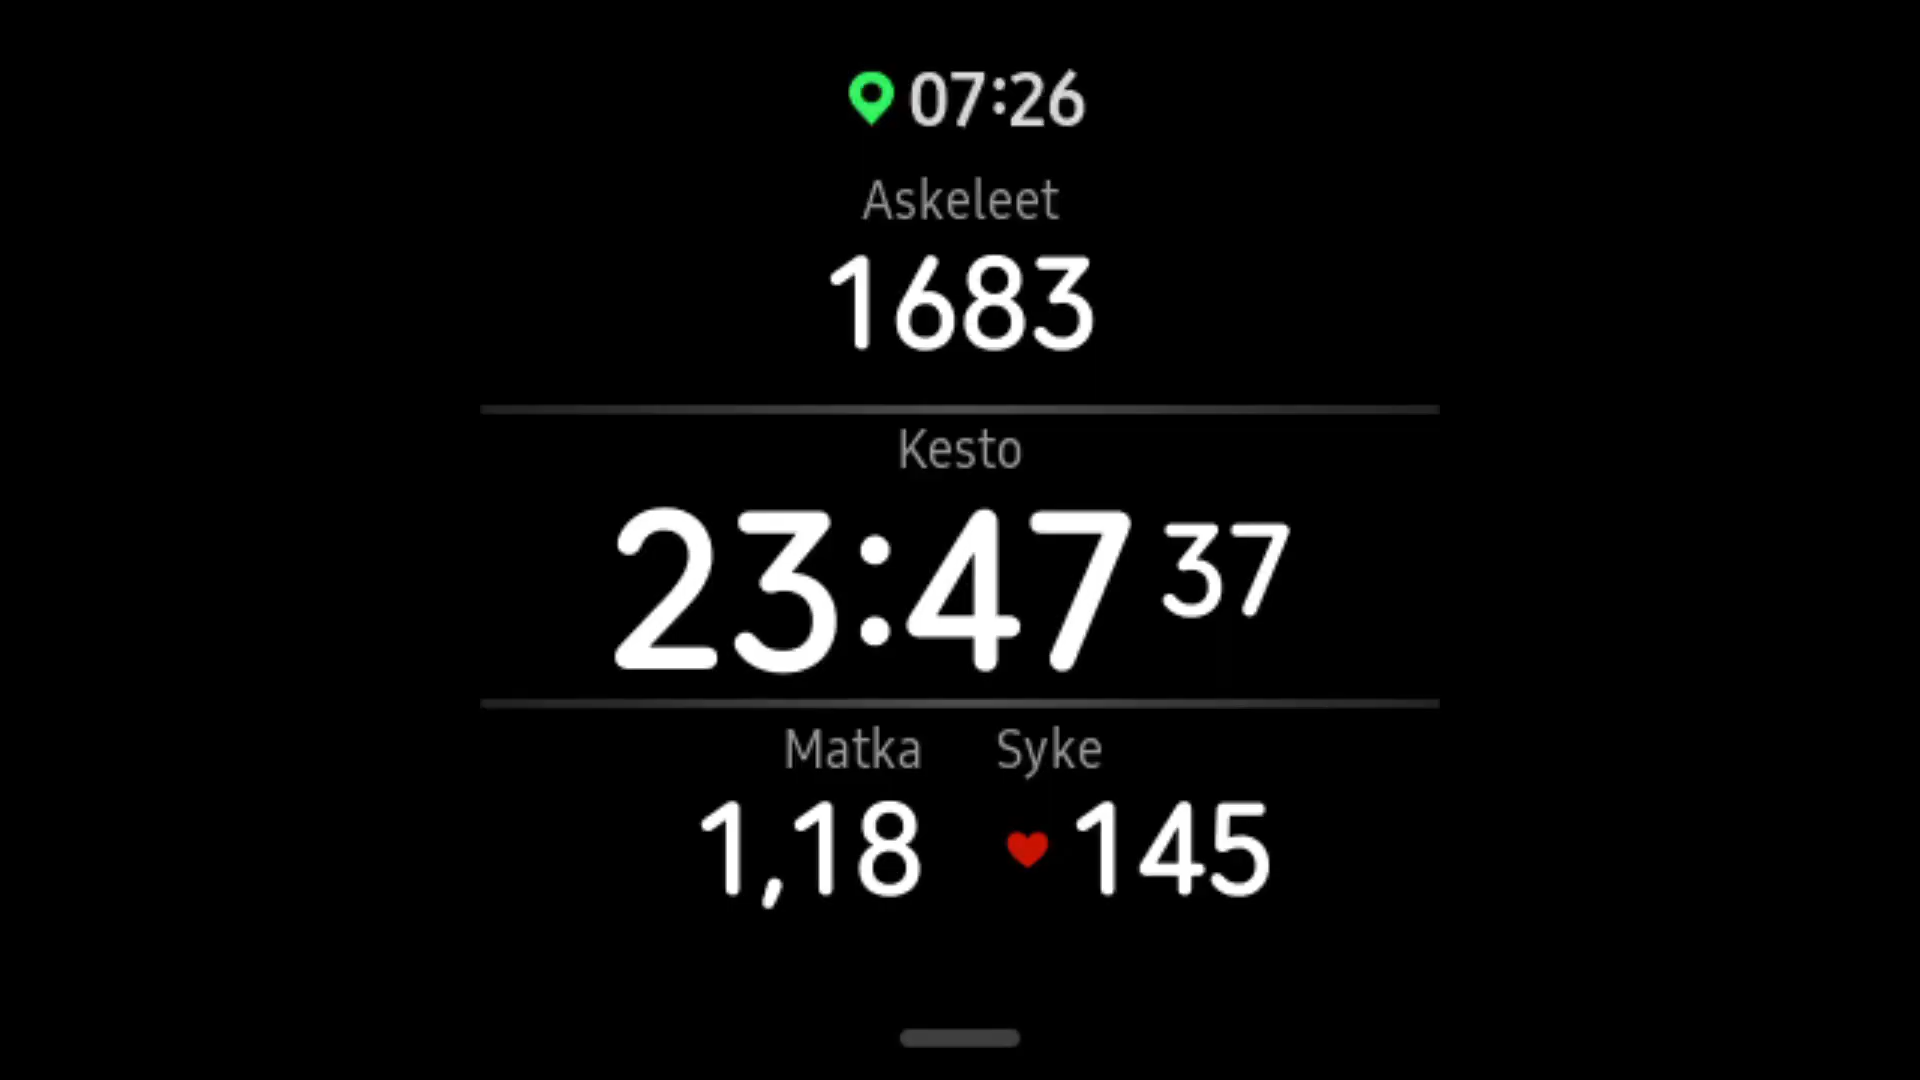 07:26
Askeleet
1683
Kesto
23:47 37
Matka Syke
1,18 145